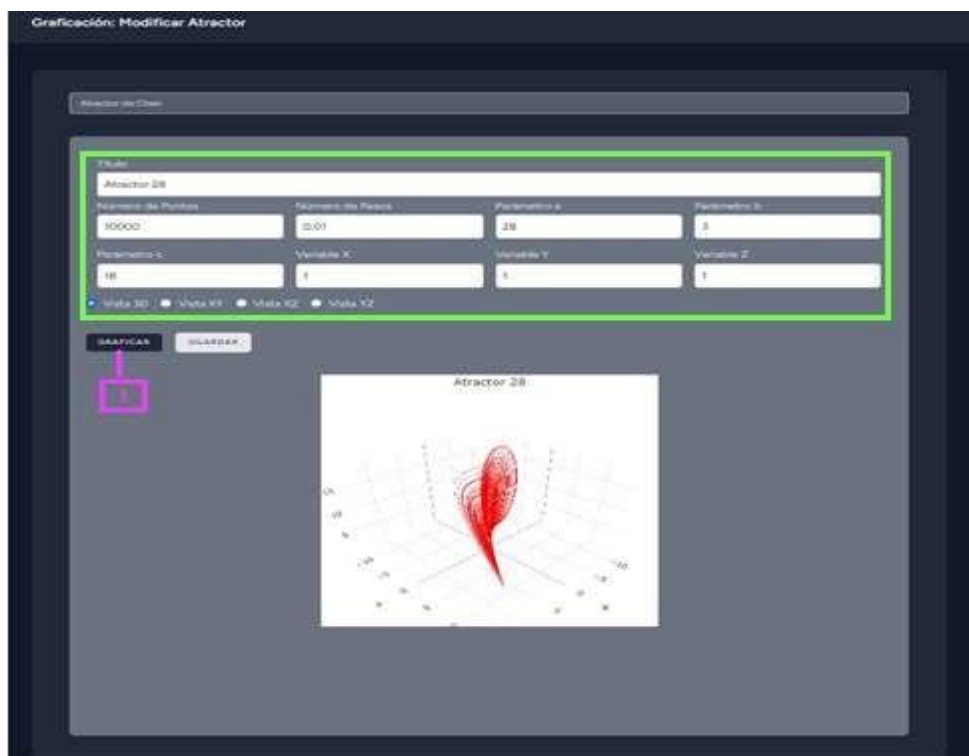 Graficación: Modificar Atractor
Atractor de Chen
Título
Atractor 28
Número de Puntos Número de Pasos Parámetro a Parámetro b
10000 0.01 28 3
Parámetro c Variable X Variable Y Variable Z
18 1 1 1
Vista 3D Vista XY Vista XZ Vista YZ
GRAFICAR GUARDAR
1
Atractor 28